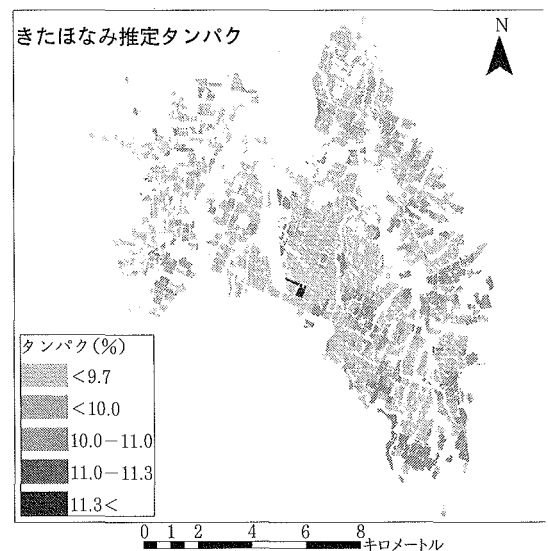 きたほなみ推定タンパク
N
タンパク(%)
<9.7
<10.0
10.0-11.0
11.0-11.3
11.3<
0 1 2 4 6 8
キロメートル